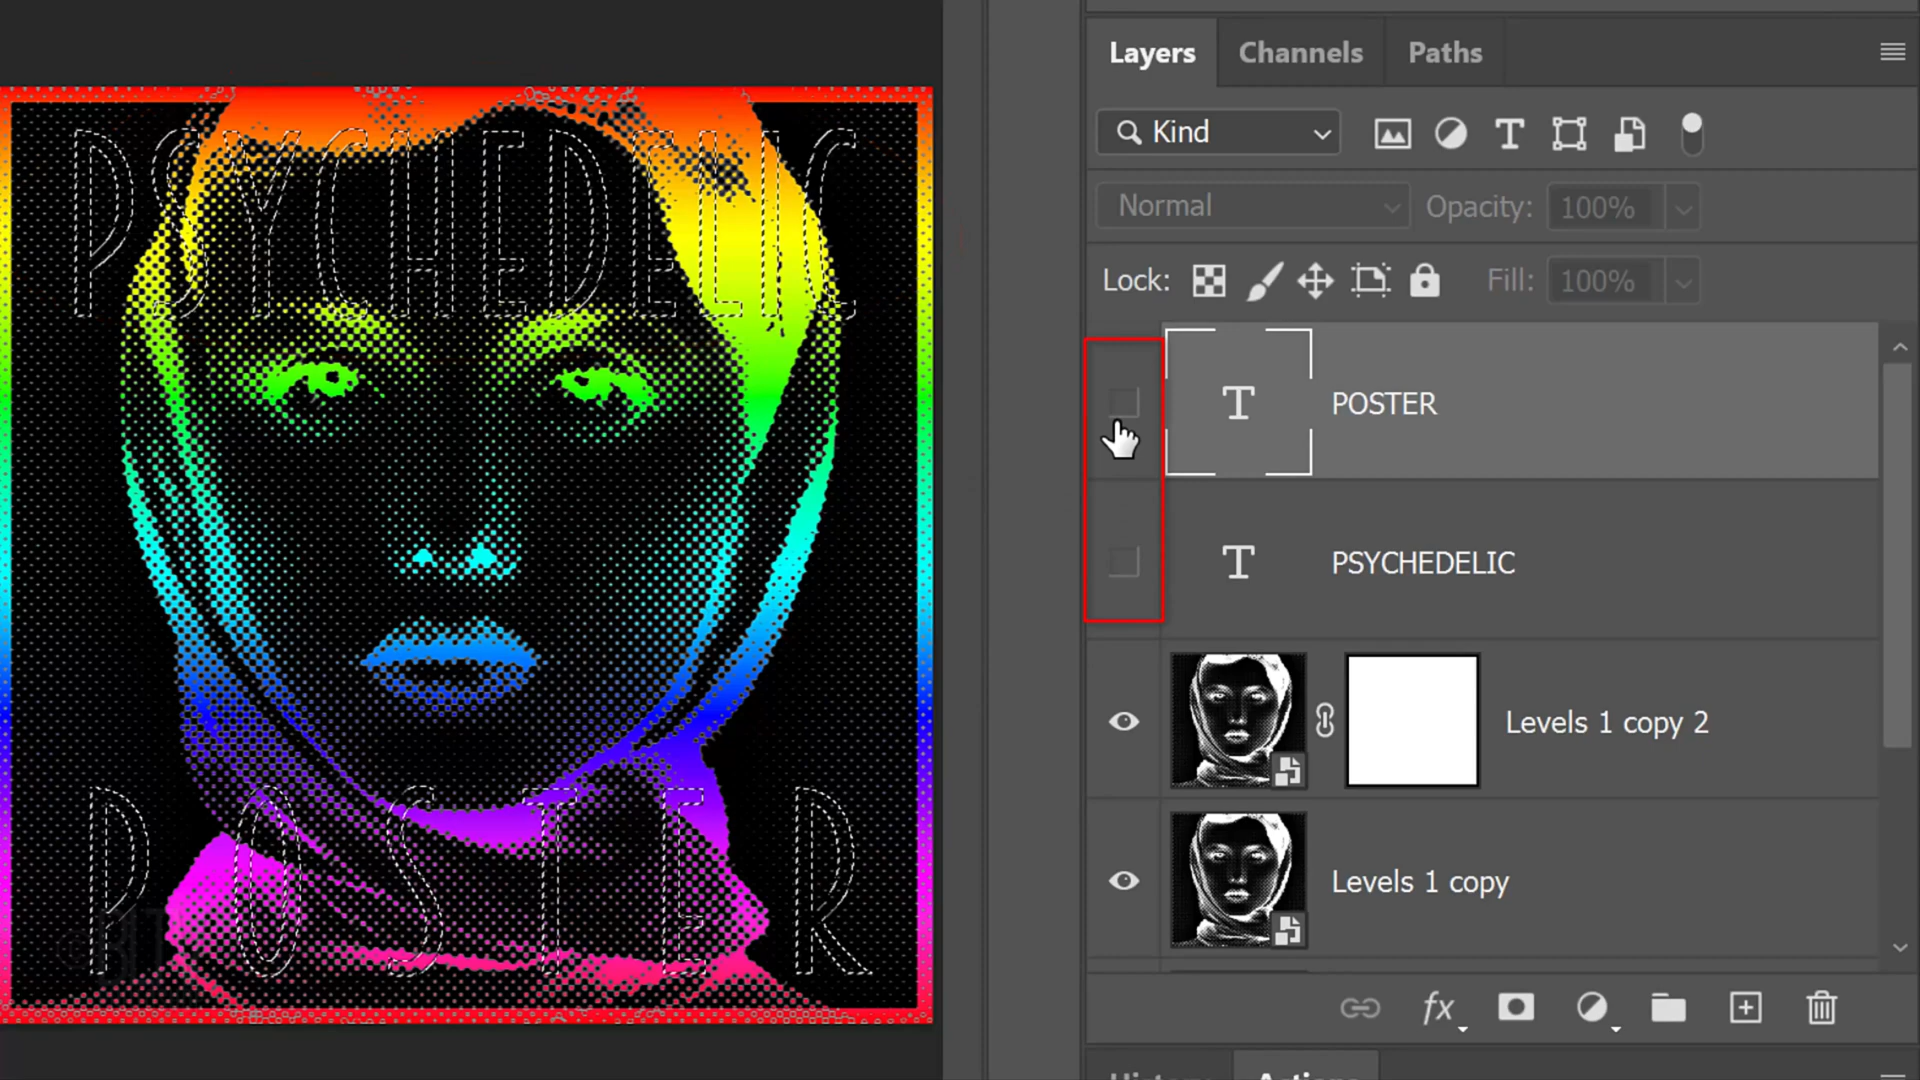 Layers Channels Paths
Kind
Normal Opacity: 100%
Lock: Fill: 100%
PSYCHEDELIC
T POSTER
T PSYCHEDELIC
Levels 1 copy 2
POSTER
Levels 1 copy
fx
Actions